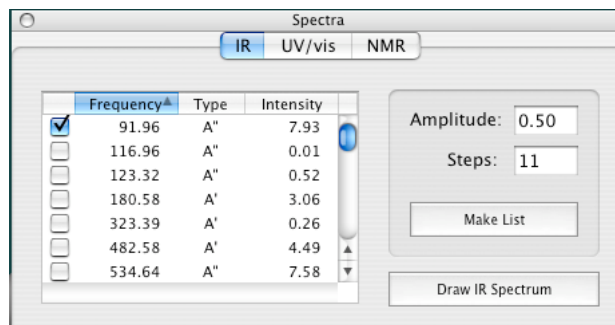 Spectra
IR UV/vis NMR
Frequency Type Intensity
91.96 A" 7.93
116.96 A" 0.01
123.32 A" 0.52
180.58 A' 3.06
323.39 A' 0.26
482.58 A' 4.49
534.64 A" 7.58
Amplitude: 0.50
Steps: 11
Make List
Draw IR Spectrum